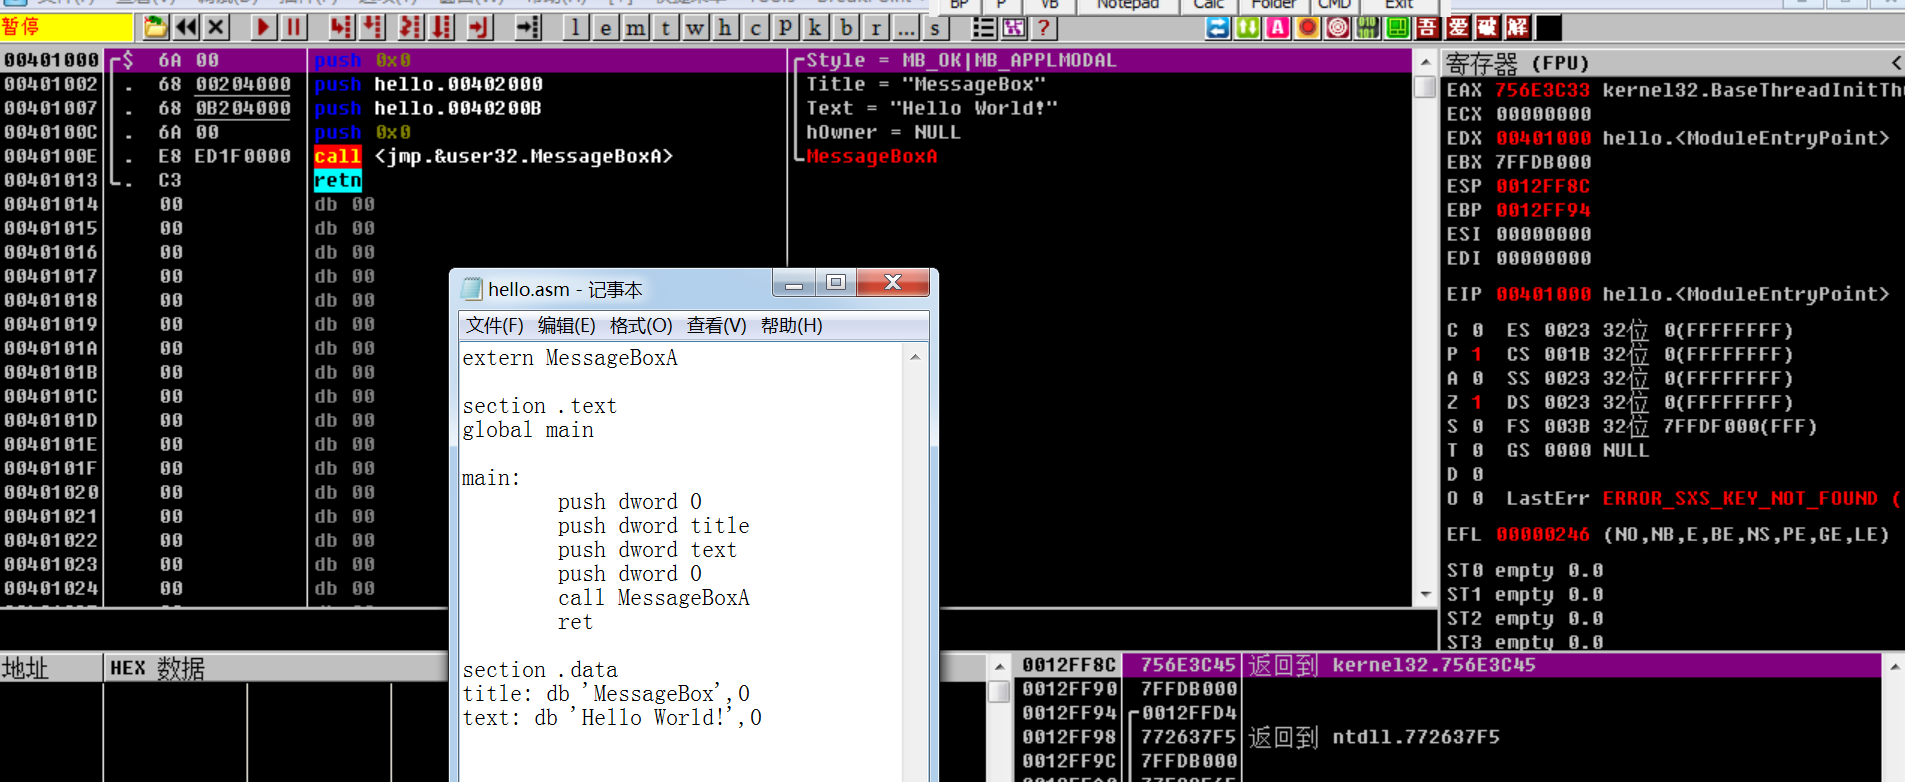 BP P VB Notepad Calc Folder CMD Exit
暂停
l e m t w h c p k b r ... s ?
A 吾 爱 破 解
00401000 $ 6A 00 push 0x0 Style = MB_OK|MB_APPLMODAL
00401002 . 68 00204000 push hello.00402000 Title = "MessageBox"
00401007 . 68 0B204000 push hello.0040200B Text = "Hello World!"
0040100C . 6A 00 push 0x0 hOwner = NULL
0040100E . E8 ED1F0000 call <jmp.&user32.MessageBoxA> MessageBoxA
00401013 . C3 retn
00401014 00 db 00
00401015 00 db 00
00401016 00 db 00
00401017 00 db 00
00401018 00 db 00
00401019 00 db 00
0040101A 00 db 00
0040101B 00 db 00
0040101C 00 db 00
0040101D 00 db 00
0040101E 00 db 00
0040101F 00 db 00
00401020 00 db 00
00401021 00 db 00
00401022 00 db 00
00401023 00 db 00
00401024 00 db 00
hello.asm - 记事本
文件(F) 编辑(E) 格式(O) 查看(V) 帮助(H)
extern MessageBoxA
section .text
global main
main:
push dword 0
push dword title
push dword text
push dword 0
call MessageBoxA
ret
section .data
title: db 'MessageBox',0
text: db 'Hello World!',0
寄存器 (FPU) <
EAX 756E3C33 kernel32.BaseThreadInitTh
ECX 00000000
EDX 00401000 hello.<ModuleEntryPoint>
EBX 7FFDB000
ESP 0012FF8C
EBP 0012FF94
ESI 00000000
EDI 00000000
EIP 00401000 hello.<ModuleEntryPoint>
C 0 ES 0023 32位 0(FFFFFFFF)
P 1 CS 001B 32位 0(FFFFFFFF)
A 0 SS 0023 32位 0(FFFFFFFF)
Z 1 DS 0023 32位 0(FFFFFFFF)
S 0 FS 003B 32位 7FFDF000(FFF)
T 0 GS 0000 NULL
D 0
O 0 LastErr ERROR_SXS_KEY_NOT_FOUND (
EFL 00000246 (NO,NB,E,BE,NS,PE,GE,LE)
ST0 empty 0.0
ST1 empty 0.0
ST2 empty 0.0
ST3 empty 0.0
地址 HEX 数据
0012FF8C 756E3C45 返回到 kernel32.756E3C45
0012FF90 7FFDB000
0012FF94 0012FFD4
0012FF98 772637F5 返回到 ntdll.772637F5
0012FF9C 7FFDB000